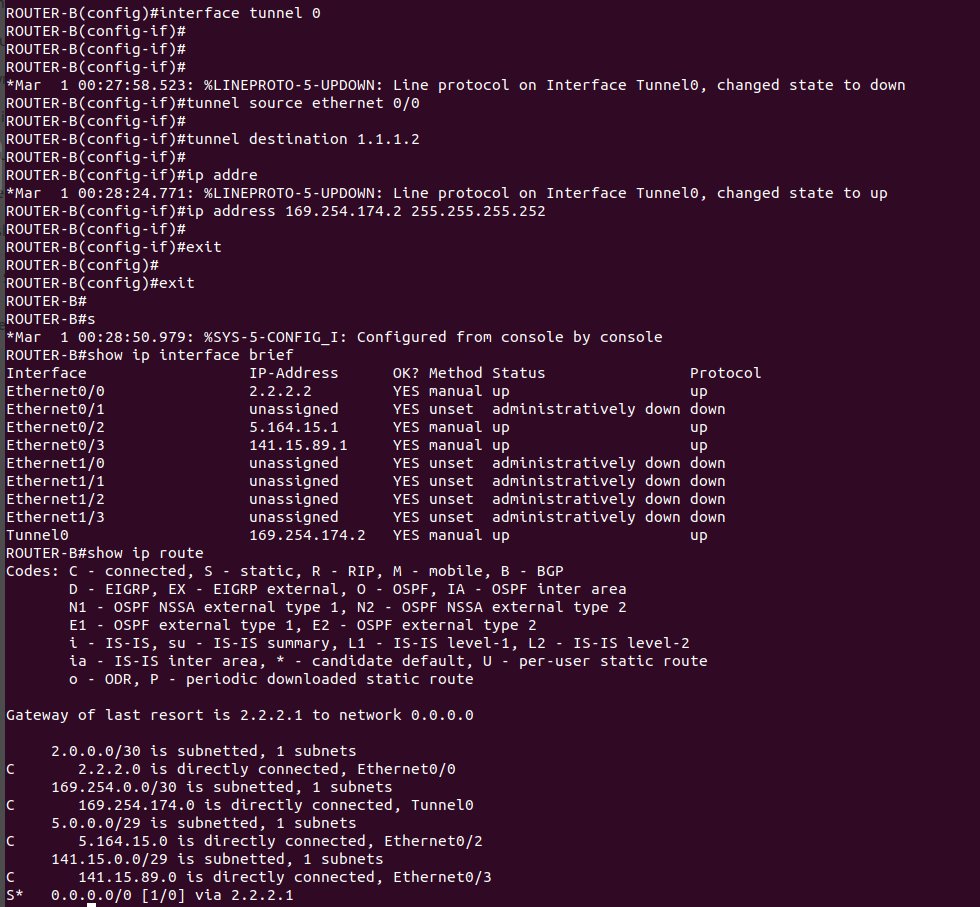 ROUTER-B(config)#interface tunnel 0
ROUTER-B(config-if)#
ROUTER-B(config-if)#
ROUTER-B(config-if)#
*Mar  1 00:27:58.523: %LINEPROTO-5-UPDOWN: Line protocol on Interface Tunnel0, changed state to down
ROUTER-B(config-if)#tunnel source ethernet 0/0
ROUTER-B(config-if)#
ROUTER-B(config-if)#tunnel destination 1.1.1.2
ROUTER-B(config-if)#
ROUTER-B(config-if)#ip addre
*Mar  1 00:28:24.771: %LINEPROTO-5-UPDOWN: Line protocol on Interface Tunnel0, changed state to up
ROUTER-B(config-if)#ip address 169.254.174.2 255.255.255.252
ROUTER-B(config-if)#
ROUTER-B(config-if)#exit
ROUTER-B(config)#
ROUTER-B(config)#exit
ROUTER-B#
ROUTER-B#s
*Mar  1 00:28:50.979: %SYS-5-CONFIG_I: Configured from console by console
ROUTER-B#show ip interface brief
Interface                  IP-Address      OK? Method Status                Protocol
Ethernet0/0                2.2.2.2         YES manual up                    up
Ethernet0/1                unassigned      YES unset  administratively down down
Ethernet0/2                5.164.15.1      YES manual up                    up
Ethernet0/3                141.15.89.1     YES manual up                    up
Ethernet1/0                unassigned      YES unset  administratively down down
Ethernet1/1                unassigned      YES unset  administratively down down
Ethernet1/2                unassigned      YES unset  administratively down down
Ethernet1/3                unassigned      YES unset  administratively down down
Tunnel0                    169.254.174.2   YES manual up                    up
ROUTER-B#show ip route
Codes: C - connected, S - static, R - RIP, M - mobile, B - BGP
       D - EIGRP, EX - EIGRP external, O - OSPF, IA - OSPF inter area
       N1 - OSPF NSSA external type 1, N2 - OSPF NSSA external type 2
       E1 - OSPF external type 1, E2 - OSPF external type 2
       i - IS-IS, su - IS-IS summary, L1 - IS-IS level-1, L2 - IS-IS level-2
       ia - IS-IS inter area, * - candidate default, U - per-user static route
       o - ODR, P - periodic downloaded static route

Gateway of last resort is 2.2.2.1 to network 0.0.0.0

     2.0.0.0/30 is subnetted, 1 subnets
C       2.2.2.0 is directly connected, Ethernet0/0
     169.254.0.0/30 is subnetted, 1 subnets
C       169.254.174.0 is directly connected, Tunnel0
     5.0.0.0/29 is subnetted, 1 subnets
C       5.164.15.0 is directly connected, Ethernet0/2
     141.15.0.0/29 is subnetted, 1 subnets
C       141.15.89.0 is directly connected, Ethernet0/3
S*   0.0.0.0/0 [1/0] via 2.2.2.1